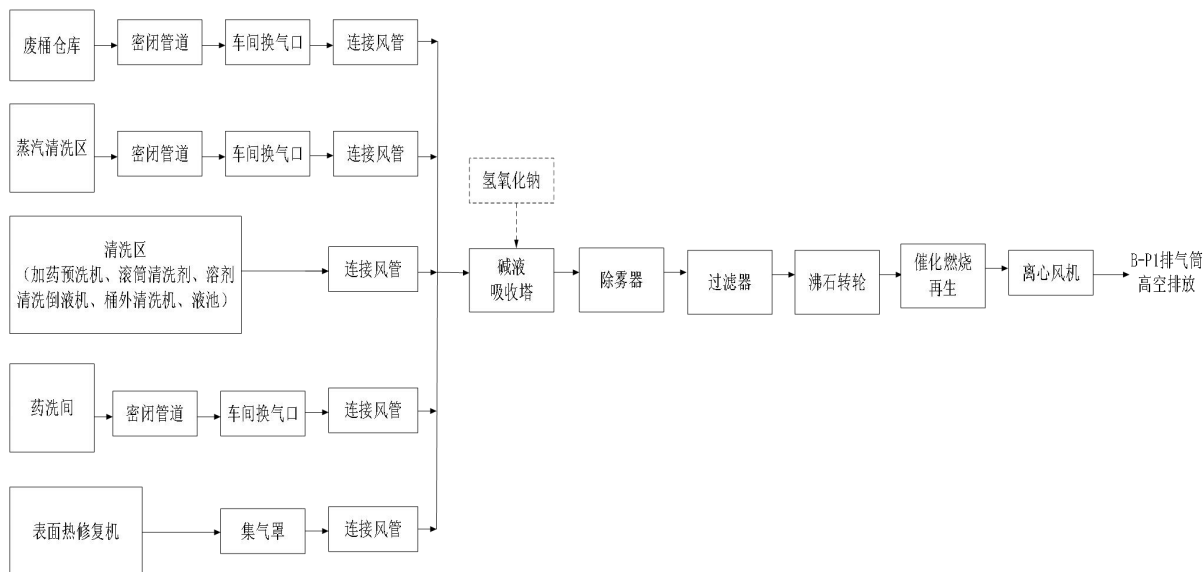 废桶仓库
密闭管道
车间换气口
连接风管
蒸汽清洗区
密闭管道
车间换气口
连接风管
清洗区
（加药预洗机、滚筒清洗剂、溶剂
清洗倒液机、桶外清洗机、液池）
连接风管
药洗间
密闭管道
车间换气口
连接风管
表面热修复机
集气罩
连接风管
氢氧化钠
碱液
吸收塔
除雾器
过滤器
沸石转轮
催化燃烧
再生
离心风机
B-P1排气筒
高空排放